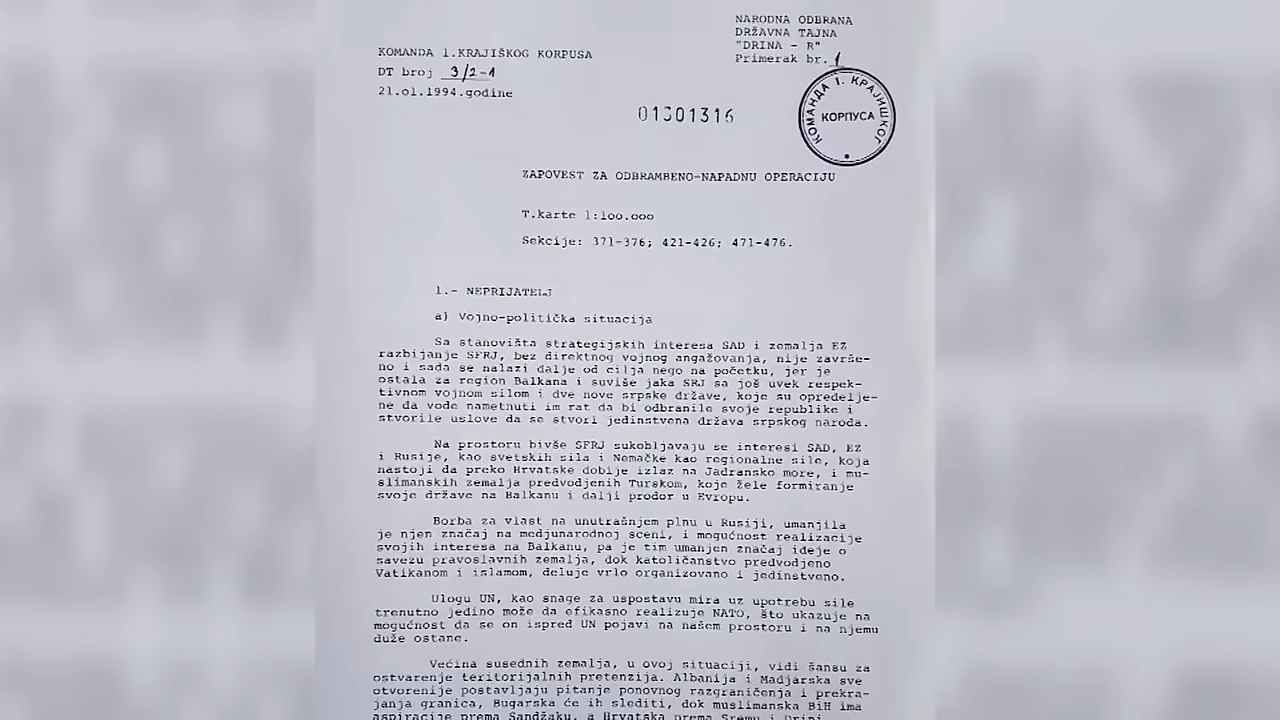 NARODNA ODBRANA
DRŽAVNA TAJNA
"DRINA - R"
Primerak br. 1
KOMANDA 1.KRAJIŠKOG KORPUSA
DT broj 3/2-1
21.01.1994.godine
01301316
КОМАНДА I. КРАЈИШКОГ
КОРПУСА
ZAPOVEST ZA ODBRAMBENO-NAPADNU OPERACIJU
T.karte 1:100.000
Sekcije: 371-376; 421-426; 471-476.
1.- NEPRIJATELJ
a) Vojno-politička situacija
Sa stanovišta strategijskih interesa SAD i zemalja EZ
razbijanje SFRJ, bez direktnog vojnog angažovanja, nije završe-
no i sada se nalazi dalje od cilja nego na početku, jer je
ostala za region Balkana i suviše jaka SRJ sa još uvek respek-
tivnom vojnom silom i dve nove srpske države, koje su opredelje-
ne da vode nametnuti im rat da bi odbranile svoje republike i
stvorile uslove da se stvori jedinstvena država srpskog naroda.
Na prostoru bivše SFRJ sukobljavaju se interesi SAD, EZ
i Rusije, kao svetskih sila i Nemačke kao regionalne sile, koja
nastoji da preko Hrvatske dobije izlaz na Jadransko more, i mu-
slimanskih zemalja predvodjenih Turskom, koje žele formiranje
svoje države na Balkanu i dalji prodor u Evropu.
Borba za vlast na unutrašnjem plnu u Rusiji, umanjila
je njen značaj na medjunarodnoj sceni, i mogućnost realizacije
svojih interesa na Balkanu, pa je tim umanjen značaj ideje o
savezu pravoslavnih zemalja, dok katoličanstvo predvodjeno
Vatikanom i islamom, deluje vrlo organizovano i jedinstveno.
Ulogu UN, kao snage za uspostavu mira uz upotrebu sile
trenutno jedino može da efikasno realizuje NATO, što ukazuje na
mogućnost da se on ispred UN pojavi na našem prostoru i na njemu
duže ostane.
Većina susednih zemalja, u ovoj situaciji, vidi šansu za
ostvarenje teritorijalnih pretenzija. Albanija i Madjarska sve
otvorenije postavljaju pitanje ponovnog razgraničenja i prekra-
janja granica, Bugarska će ih slediti, dok muslimanska BiH ima
aspiracije prema Sandžaku, a Hrvatska prema Sremu i Drini